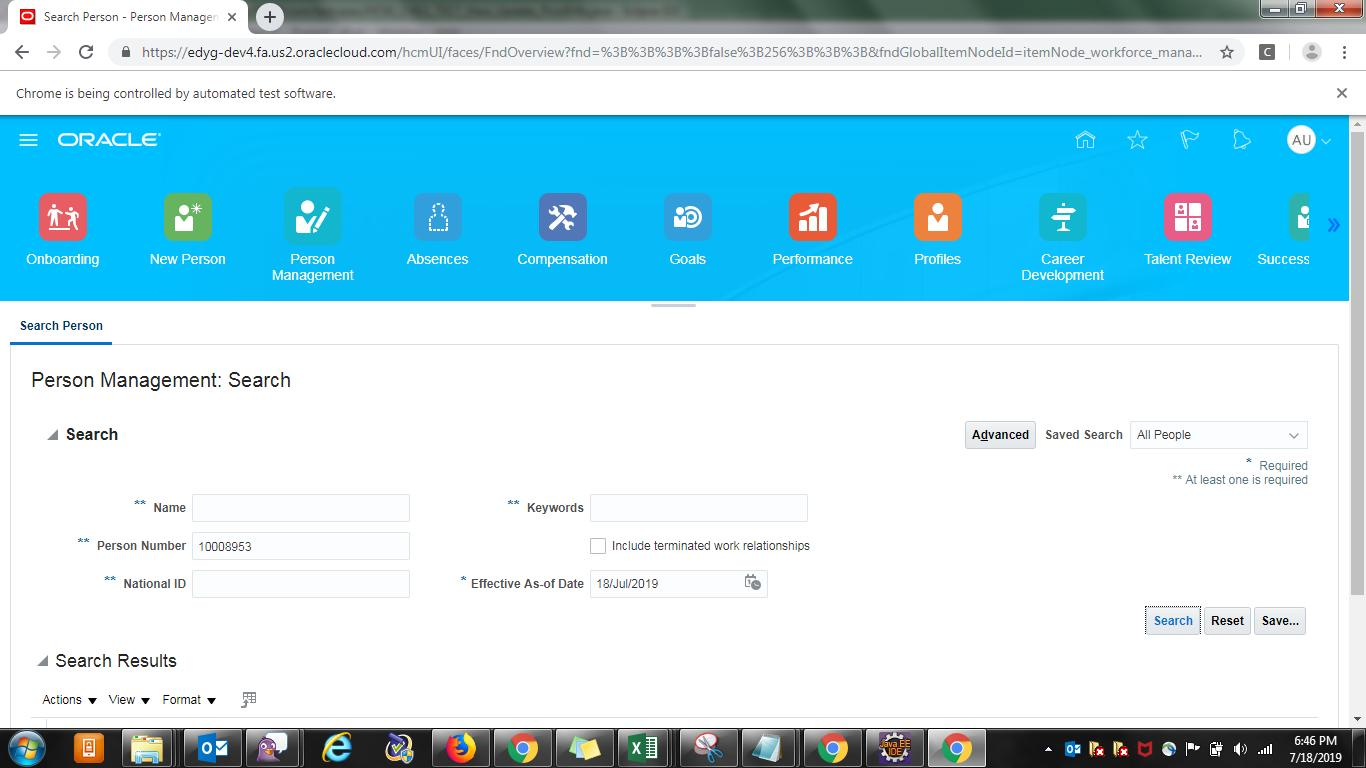 Search Person - Person Managen
https://edyg-dev4.fa.us2.oraclecloud.com/hcmUI/faces/FndOverview?fnd=%3B%3B%3B%3Bfalse%3B256%3B%3B%3B&fndGlobalItemNodeId=itemNode_workforce_mana...
C
Chrome is being controlled by automated test software.
ORACLE
AU
Onboarding
New Person
Person
Management
Absences
Compensation
Goals
Performance
Profiles
Career
Development
Talent Review
Success
Search Person
Person Management: Search
Search
Advanced Saved Search All People
* Required
** At least one is required
** Name
** Keywords
** Person Number 10008953
Include terminated work relationships
** National ID
* Effective As-of Date 18/Jul/2019
Search Reset Save...
Search Results
Actions View Format
Java EE
IDE
6:46 PM
7/18/2019